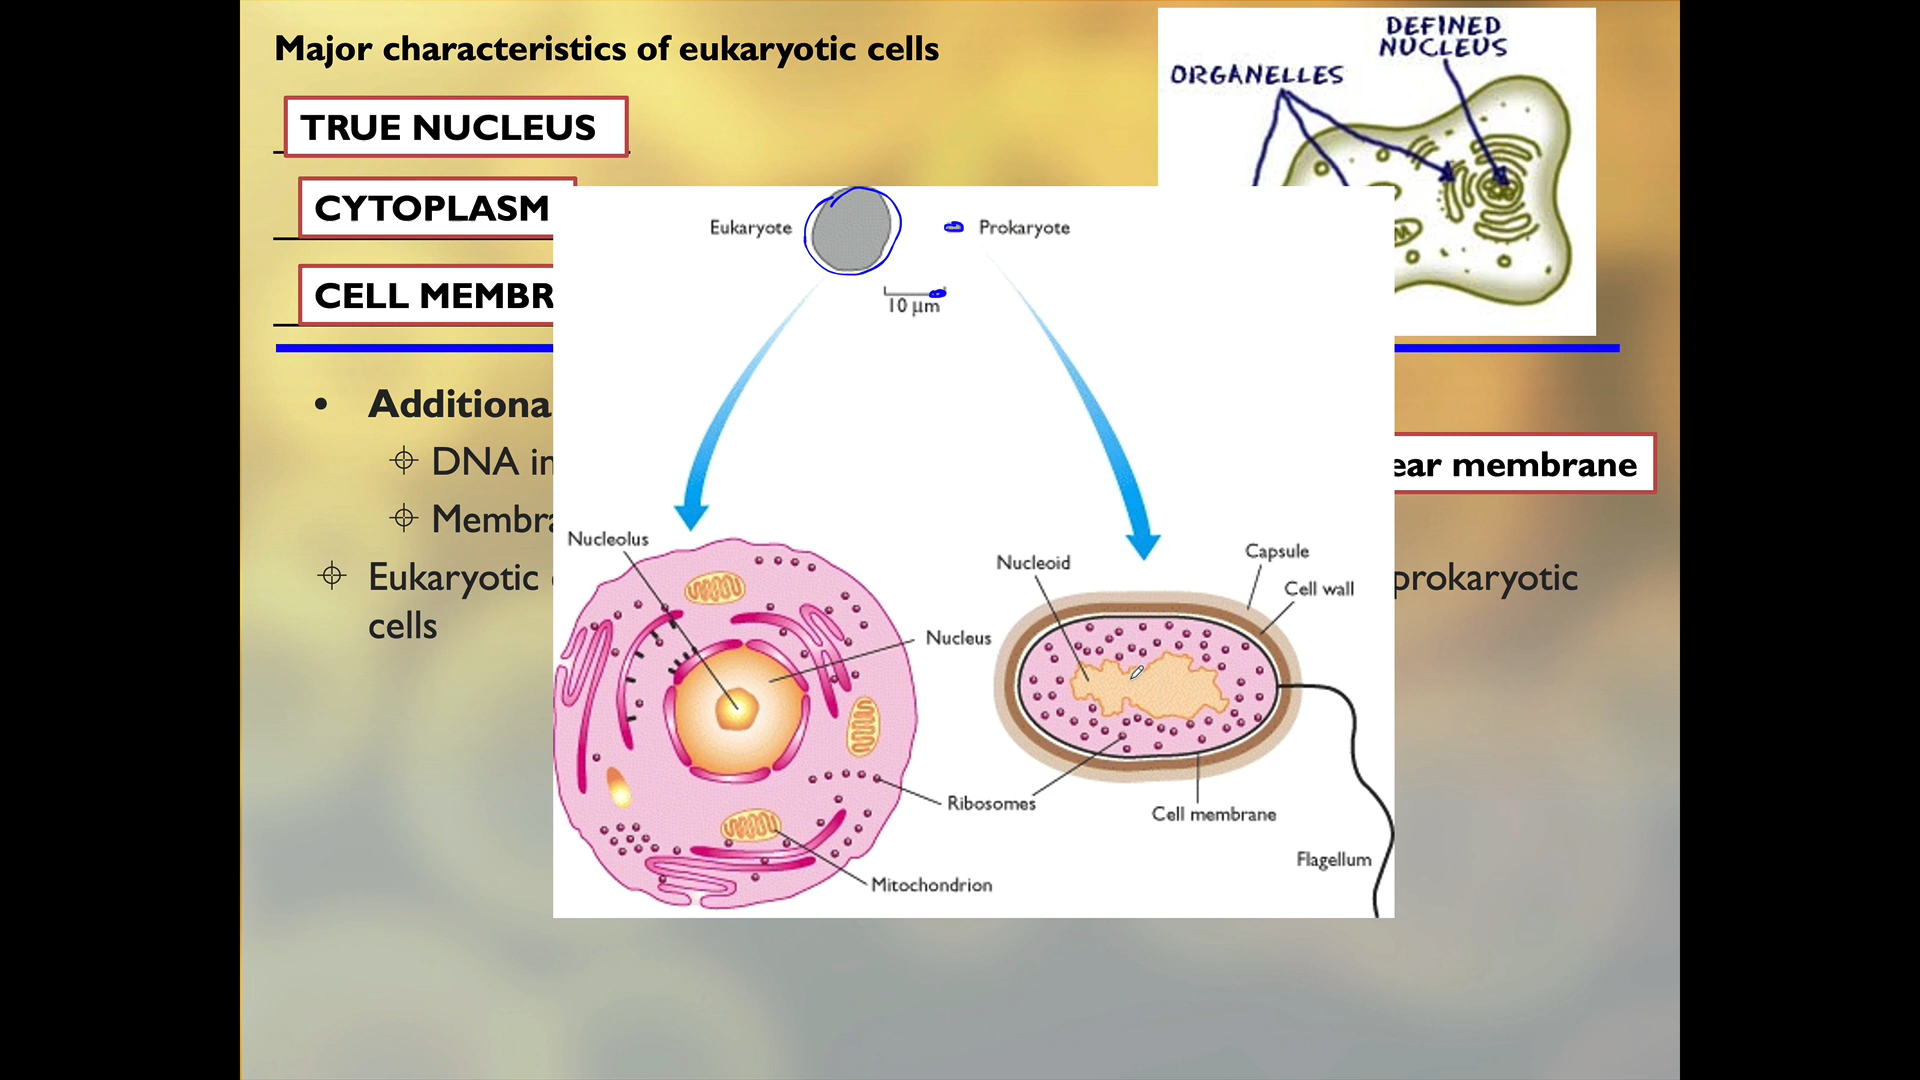 Major characteristics of eukaryotic cells
DEFINED
NUCLEUS
ORGANELLES
TRUE NUCLEUS
CYTOPLASM
CELL MEMBR
Eukaryote
Prokaryote
10 μm
• Additiona
DNA in
ear membrane
Membra
Eukaryotic
prokaryotic
cells
Nucleolus
Nucleus
Ribosomes
Mitochondrion
Nucleoid
Capsule
Cell wall
Cell membrane
Flagellum